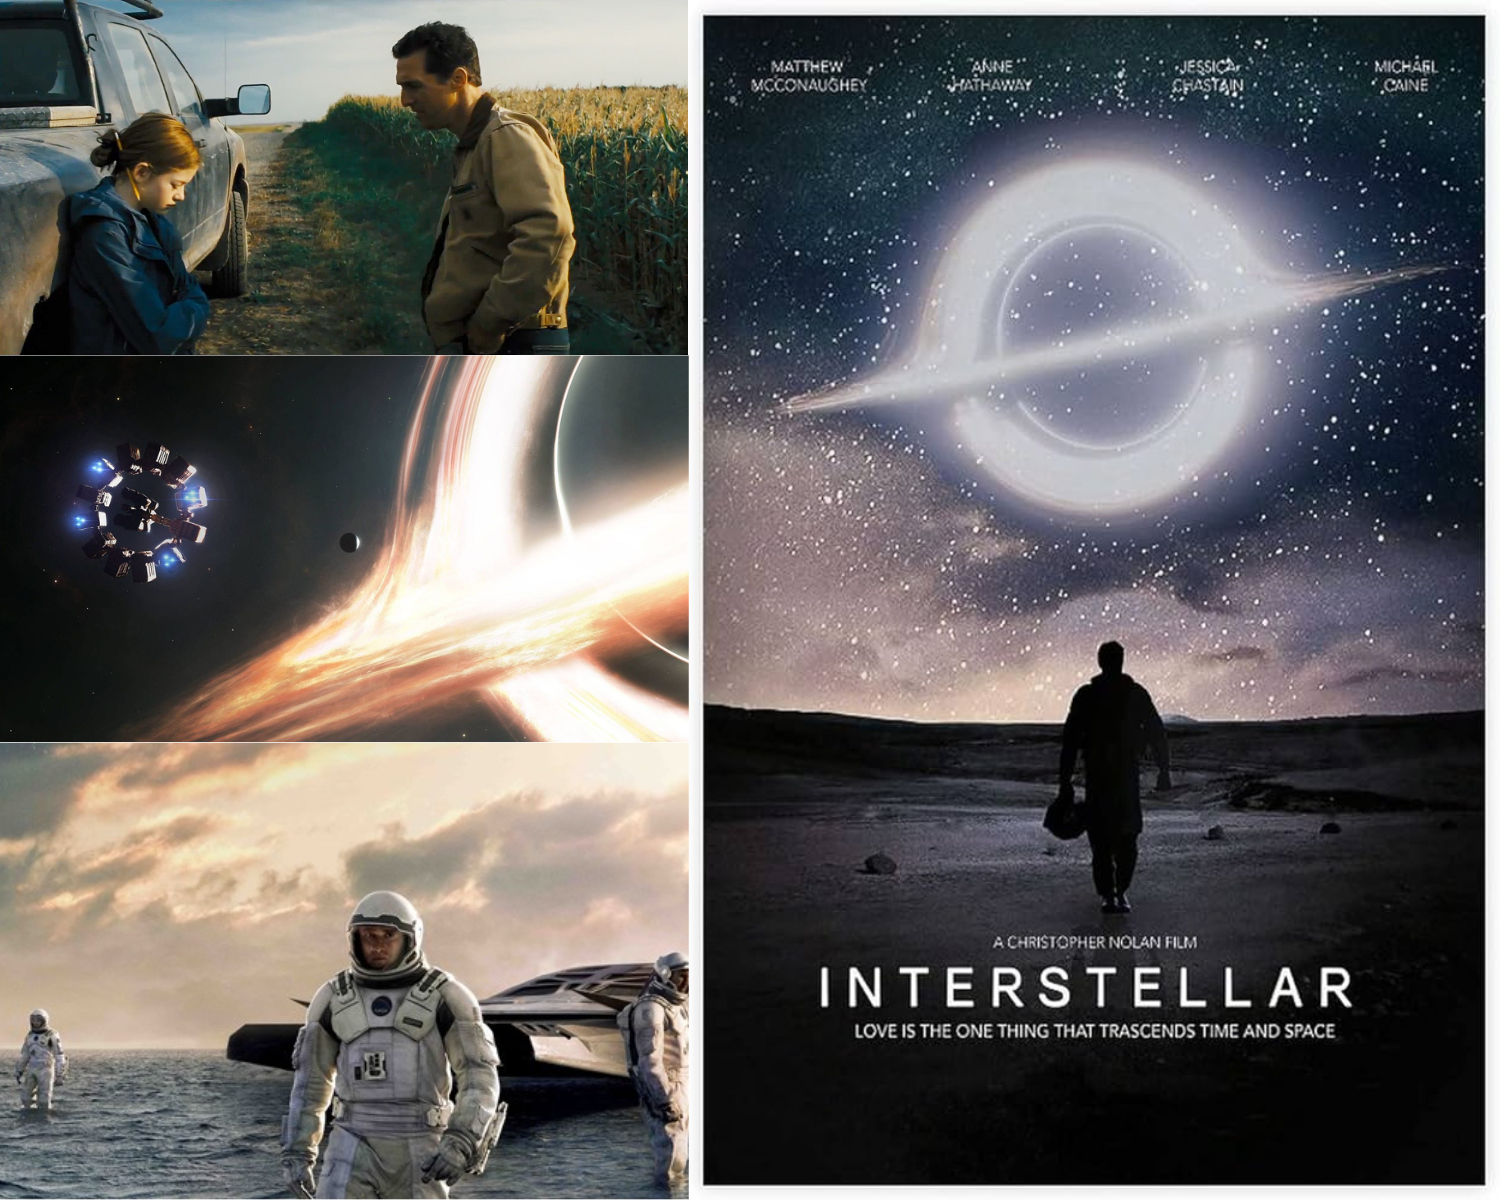 MATTHEW MCCONAUGHEY
ANNE HATHAWAY
JESSICA CHASTAIN
MICHAEL CAINE
A CHRISTOPHER NOLAN FILM
INTERSTELLAR
LOVE IS THE ONE THING THAT TRASCENDS TIME AND SPACE